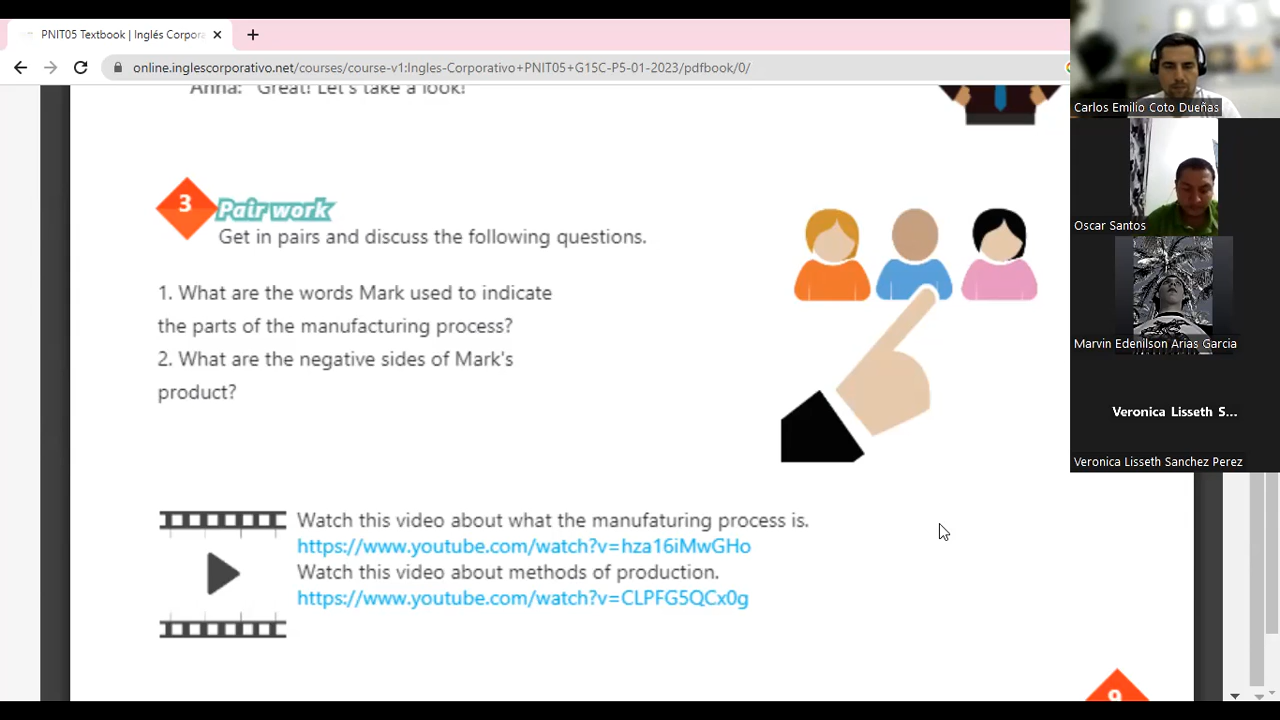 PNIT05 Textbook | Inglés Corpora
online.inglescorporativo.net/courses/course-v1:Ingles-Corporativo+PNIT05+G15C-P5-01-2023/pdfbook/0/
Anna: "Great! Let's take a look!
3
Pair work
Get in pairs and discuss the following questions.
1. What are the words Mark used to indicate
the parts of the manufacturing process?
2. What are the negative sides of Mark's
product?
Watch this video about what the manufaturing process is.
https://www.youtube.com/watch?v=hza16iMwGHo
Watch this video about methods of production.
https://www.youtube.com/watch?v=CLPFG5QCx0g
9
Carlos Emilio Coto Dueñas
Oscar Santos
Marvin Edenilson Arias Garcia
Veronica Lisseth S...
Veronica Lisseth Sanchez Perez